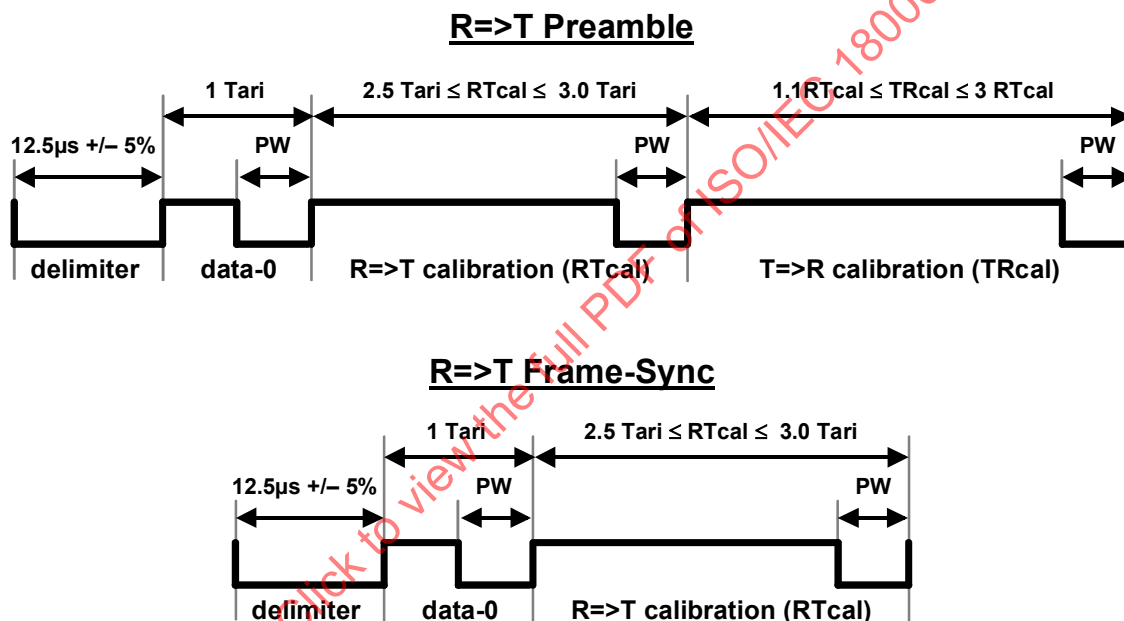 R=>T Preamble
1 Tari
2.5 Tari ≤ RTcal ≤ 3.0 Tari
1.1RTcal ≤ TRcal ≤ 3 RTcal
12.5µs +/– 5%
PW
PW
PW
delimiter
data-0
R=>T calibration (RTcal)
T=>R calibration (TRcal)
R=>T Frame-Sync
1 Tari
2.5 Tari ≤ RTcal ≤ 3.0 Tari
12.5µs +/– 5%
PW
PW
delimiter
data-0
R=>T calibration (RTcal)
Click to view the full PDF of ISO/IEC 18000